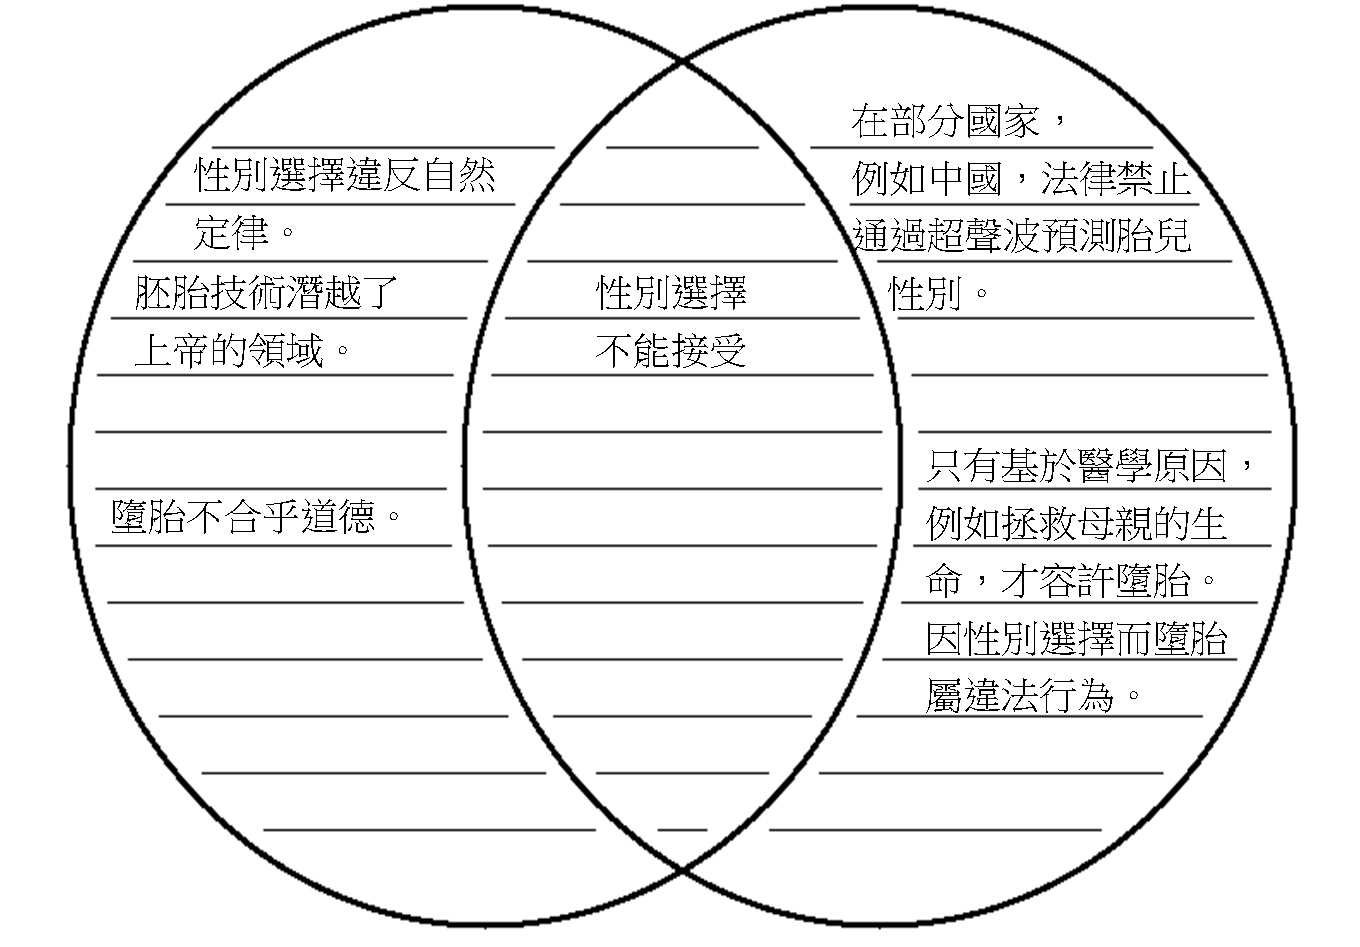 性別選擇違反自然
定律。
胚胎技術潛越了
上帝的領域。
墮胎不合乎道德。
性別選擇
不能接受
在部分國家，
例如中國，法律禁止
通過超聲波預測胎兒
性別。
只有基於醫學原因，
例如拯救母親的生
命，才容許墮胎。
因性別選擇而墮胎
屬違法行為。